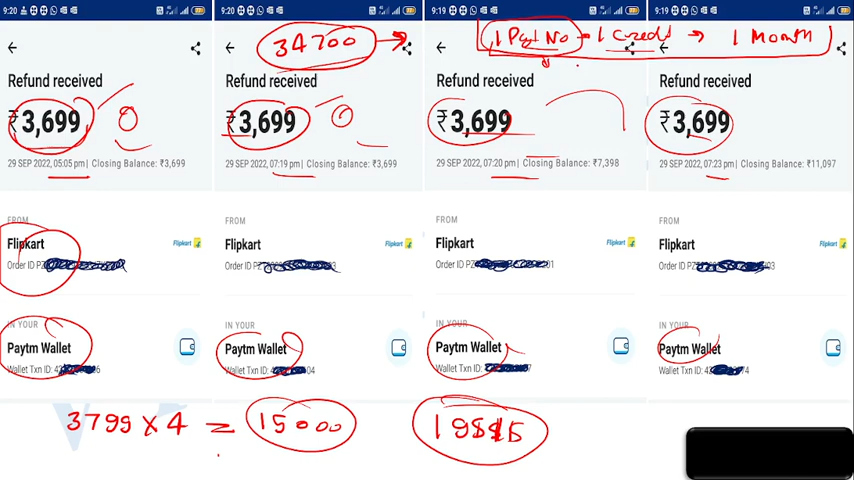 9:20
9:20
9:19
9:19
34700 → 1 Payt No = 1 Credit → 1 Month
Refund received
₹3,699
29 SEP 2022, 05:05 pm | Closing Balance: ₹3,699
FROM
Flipkart
Flipkart
Order ID
IN YOUR
Paytm Wallet
Wallet Txn ID:
Refund received
₹3,699
29 SEP 2022, 07:19 pm | Closing Balance: ₹3,699
FROM
Flipkart
Flipkart
Order ID
IN YOUR
Paytm Wallet
Wallet Txn ID:
Refund received
₹3,699
29 SEP 2022, 07:20 pm | Closing Balance: ₹7,398
FROM
Flipkart
Flipkart
Order ID
IN YOUR
Paytm Wallet
Wallet Txn ID:
Refund received
₹3,699
29 SEP 2022, 07:23 pm | Closing Balance: ₹11,097
FROM
Flipkart
Flipkart
Order ID
IN YOUR
Paytm Wallet
Wallet Txn ID:
3799 x 4 = 15000